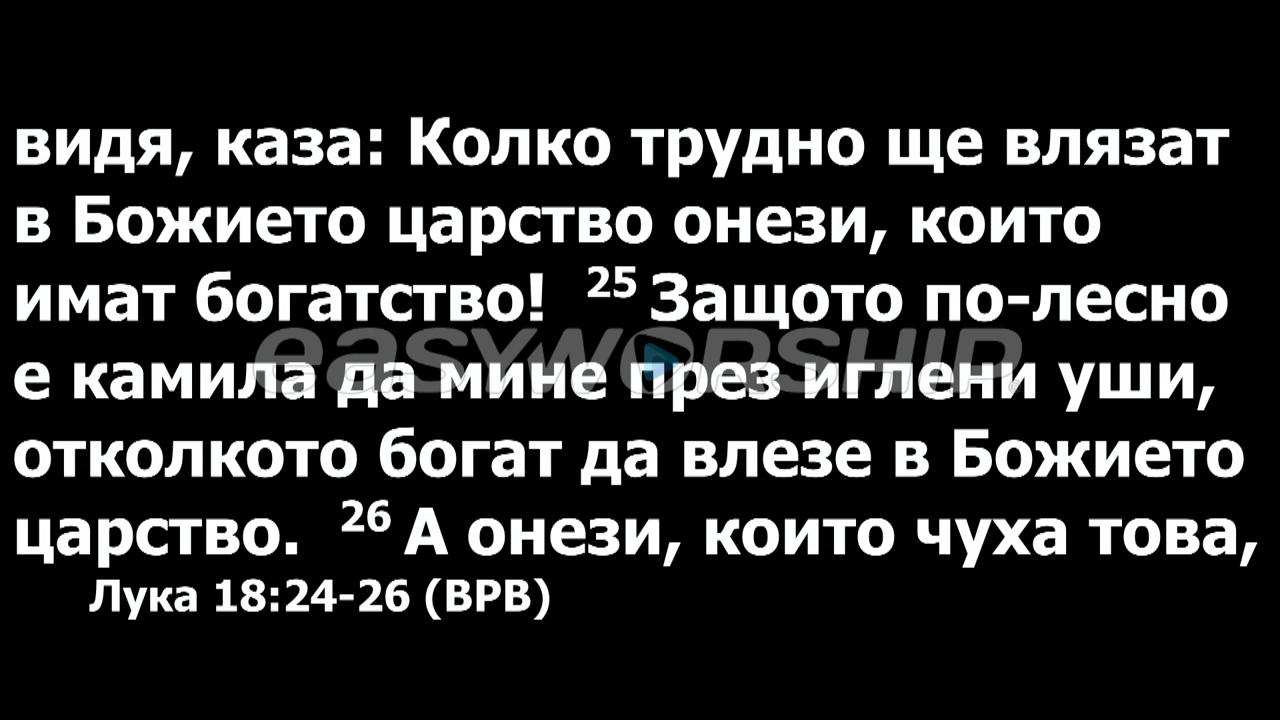 видя, каза: Колко трудно ще влязат
в Божието царство онези, които
имат богатство! 25 Защото по-лесно
е камила да мине през иглени уши,
easyworship
отколкото богат да влезе в Божието
царство. 26 А онези, които чуха това,
Лука 18:24-26 (ВРВ)